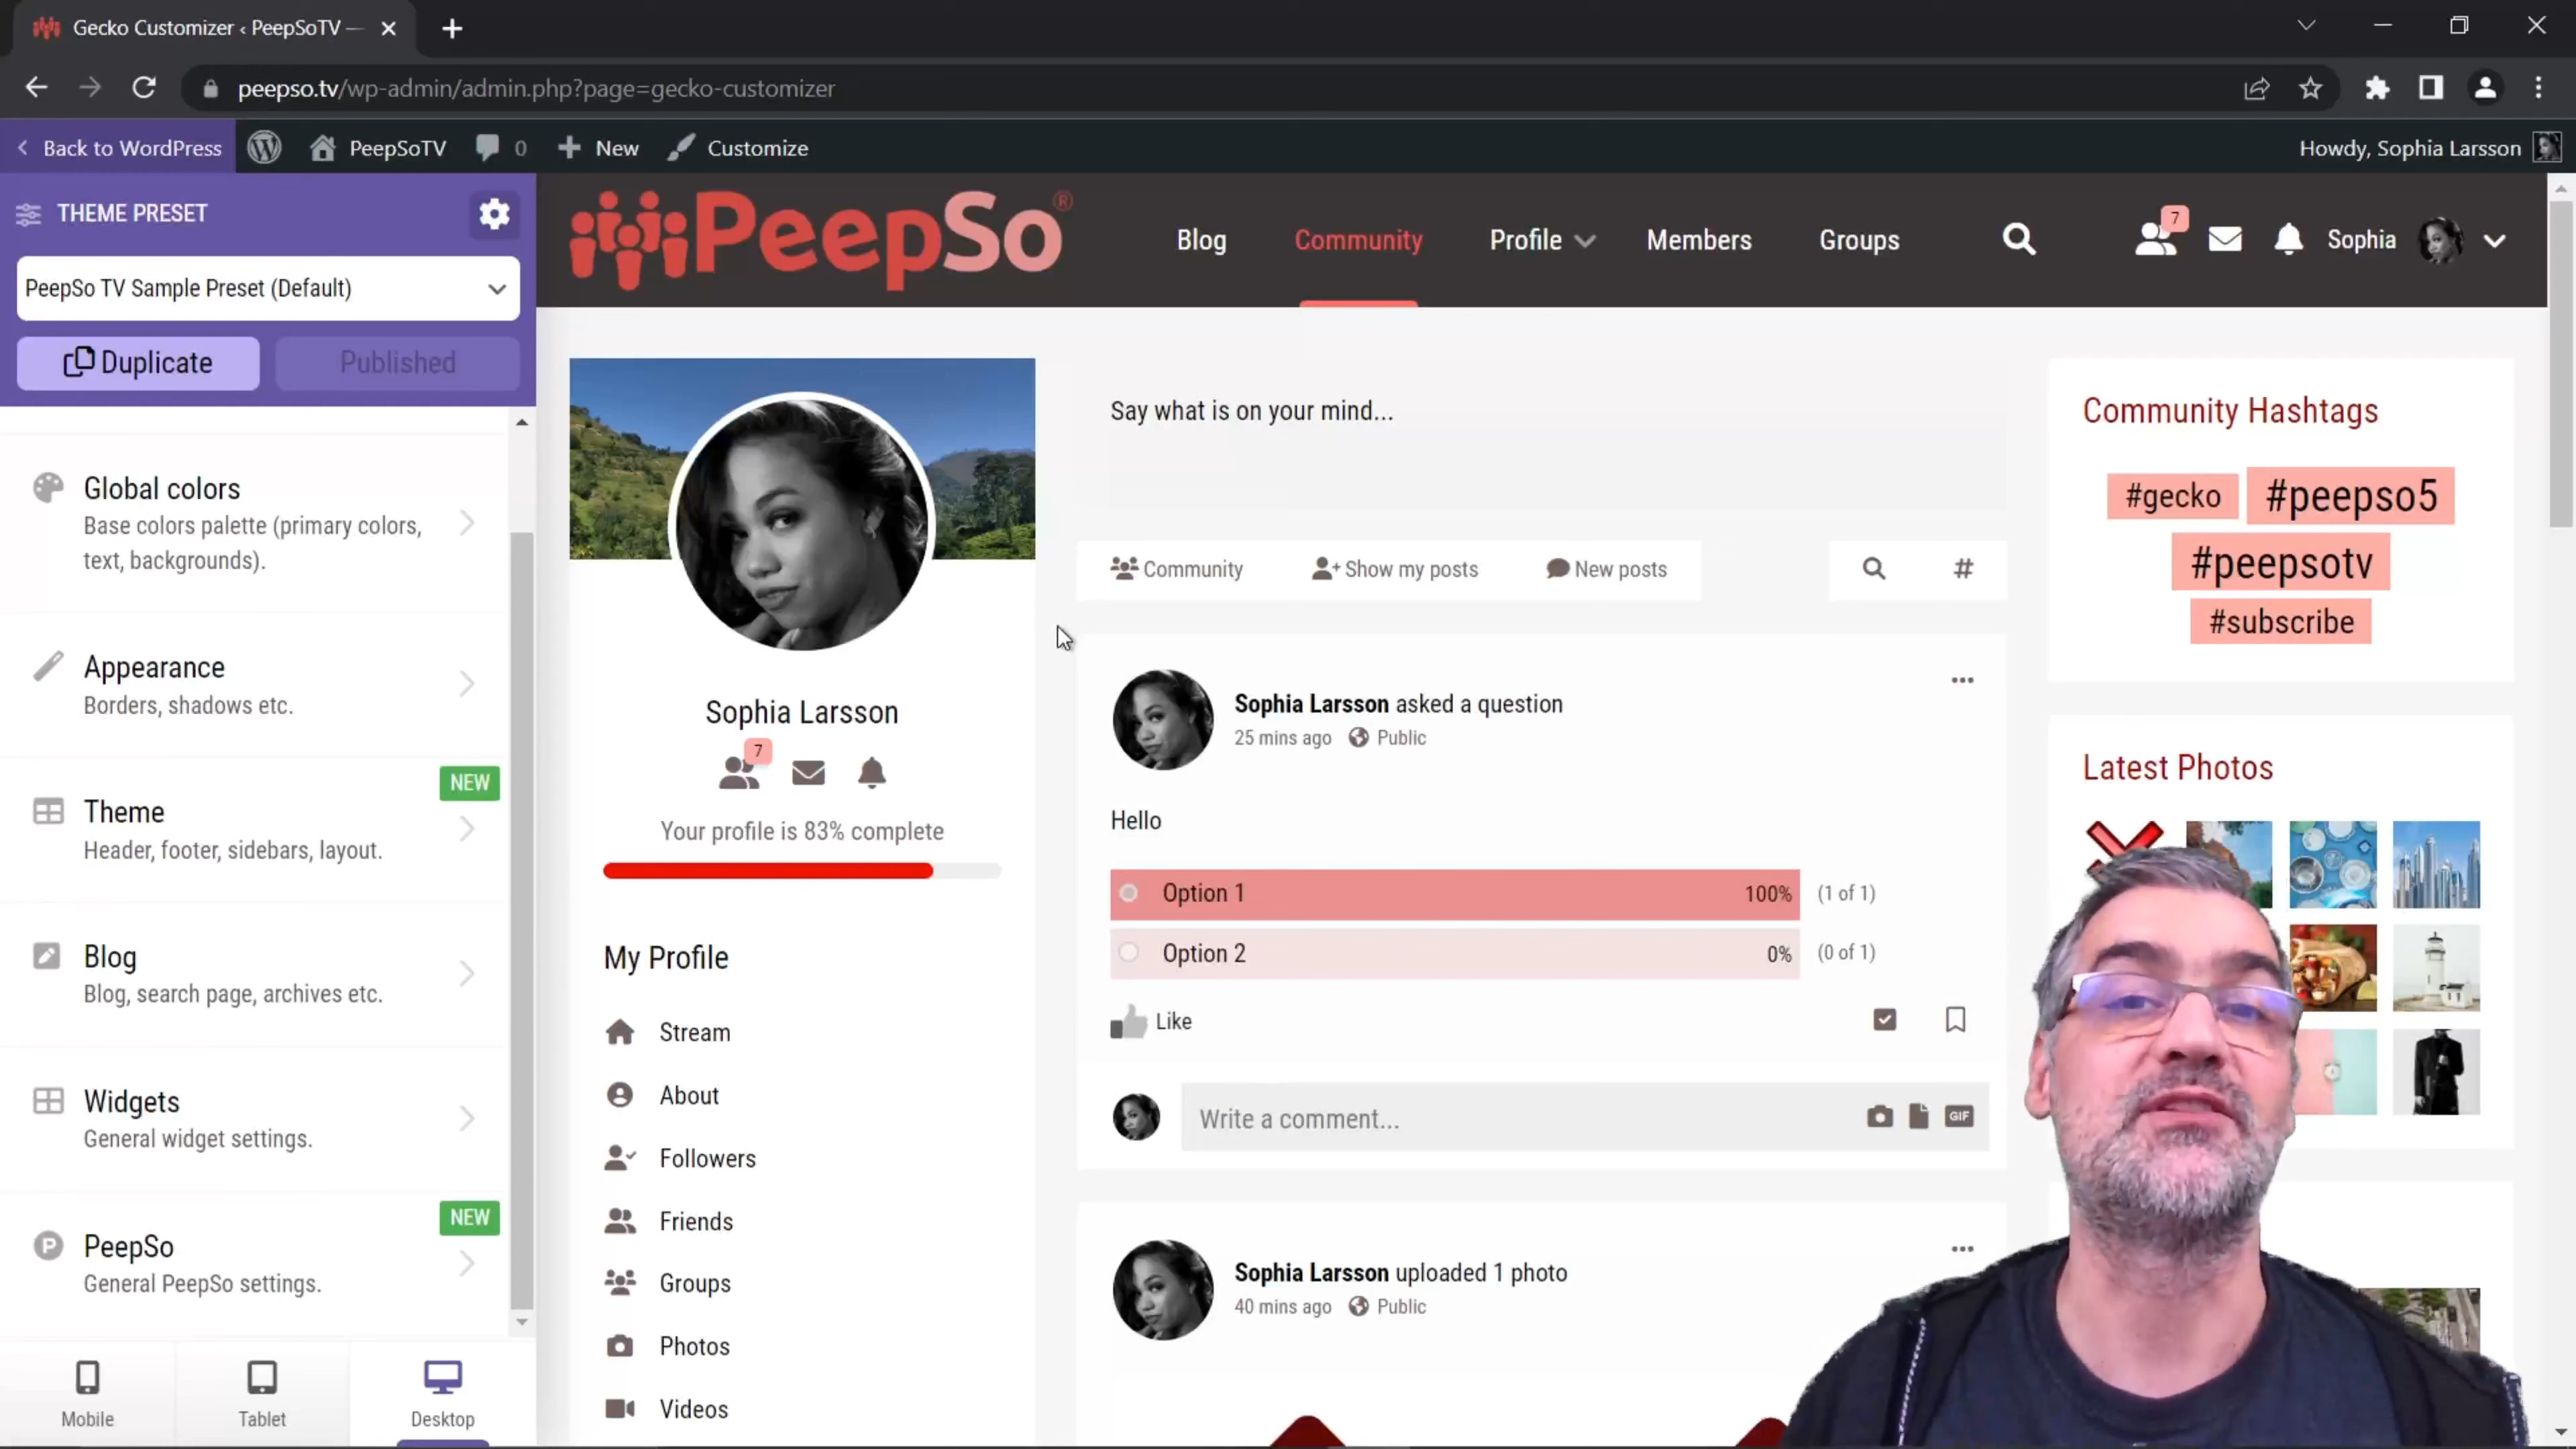 Gecko Customizer ‹ PeepSoTV —
peepso.tv/wp-admin/admin.php?page=gecko-customizer
Back to WordPress
PeepSoTV
0
New
Customize
Howdy, Sophia Larsson
THEME PRESET
PeepSo TV Sample Preset (Default)
Duplicate
Published
Global colors
Base colors palette (primary colors,
text, backgrounds).
Appearance
Borders, shadows etc.
NEW
Theme
Header, footer, sidebars, layout.
Blog
Blog, search page, archives etc.
Widgets
General widget settings.
NEW
P
PeepSo
General PeepSo settings.
Mobile
Tablet
Desktop
PeepSo®
Blog
Community
Profile
Members
Groups
7
Sophia
Sophia Larsson
7
Your profile is 83% complete
My Profile
Stream
About
Followers
Friends
Groups
Photos
Videos
Say what is on your mind...
Community
Show my posts
New posts
#
Sophia Larsson asked a question
25 mins ago
Public
Hello
Option 1
100%
(1 of 1)
Option 2
0%
(0 of 1)
Like
Write a comment...
GIF
Sophia Larsson uploaded 1 photo
40 mins ago
Public
Community Hashtags
#gecko
#peepso5
#peepsotv
#subscribe
Latest Photos